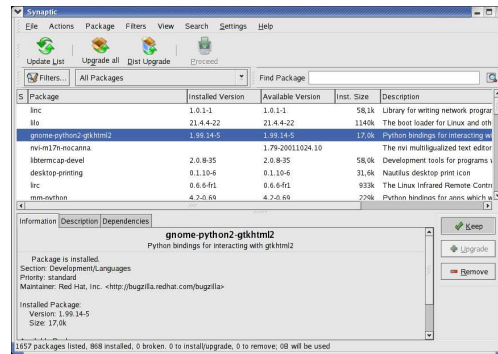 Synaptic
File Actions Package Filters View Search Settings Help
Update List Upgrade all Dist Upgrade Proceed
Filters... All Packages Find Package
S Package Installed Version Available Version Inst. Size Description
linc 1.0.1-1 1.0.1-1 58,1k Library for writing network program
lilo 21.4.4-22 21.4.4-22 1140k The boot loader for Linux and oth
gnome-python2-gtkhtml2 1.99.14-5 1.99.14-5 17,0k Python bindings for interacting wi
nvi-m17n-nocanna 1.79-20011024.10 The nvi multiligualized text editor
libtermcap-devel 2.0.8-35 2.0.8-35 58,0k Development tools for programs
desktop-printing 0.1.10-6 0.1.10-6 31,6k Nautilus desktop print icon
lirc 0.6.6-fr1 0.6.6-fr1 933k The Linux Infrared Remote Contr
mm-python 4.2-0.69 4.2-0.69 229k Python bindings for apps which w
Information Description Dependencies
gnome-python2-gtkhtml2
Python bindings for interacting with gtkhtml2
Package is installed.
Section: Development/Languages
Priority: standard
Maintainer: Red Hat, Inc. <http://bugzilla.redhat.com/bugzilla>
Installed Package:
Version: 1.99.14-5
Size: 17,0k
Keep
Upgrade
Remove
1657 packages listed, 868 installed, 0 broken. 0 to install/upgrade, 0 to remove; 0B will be used